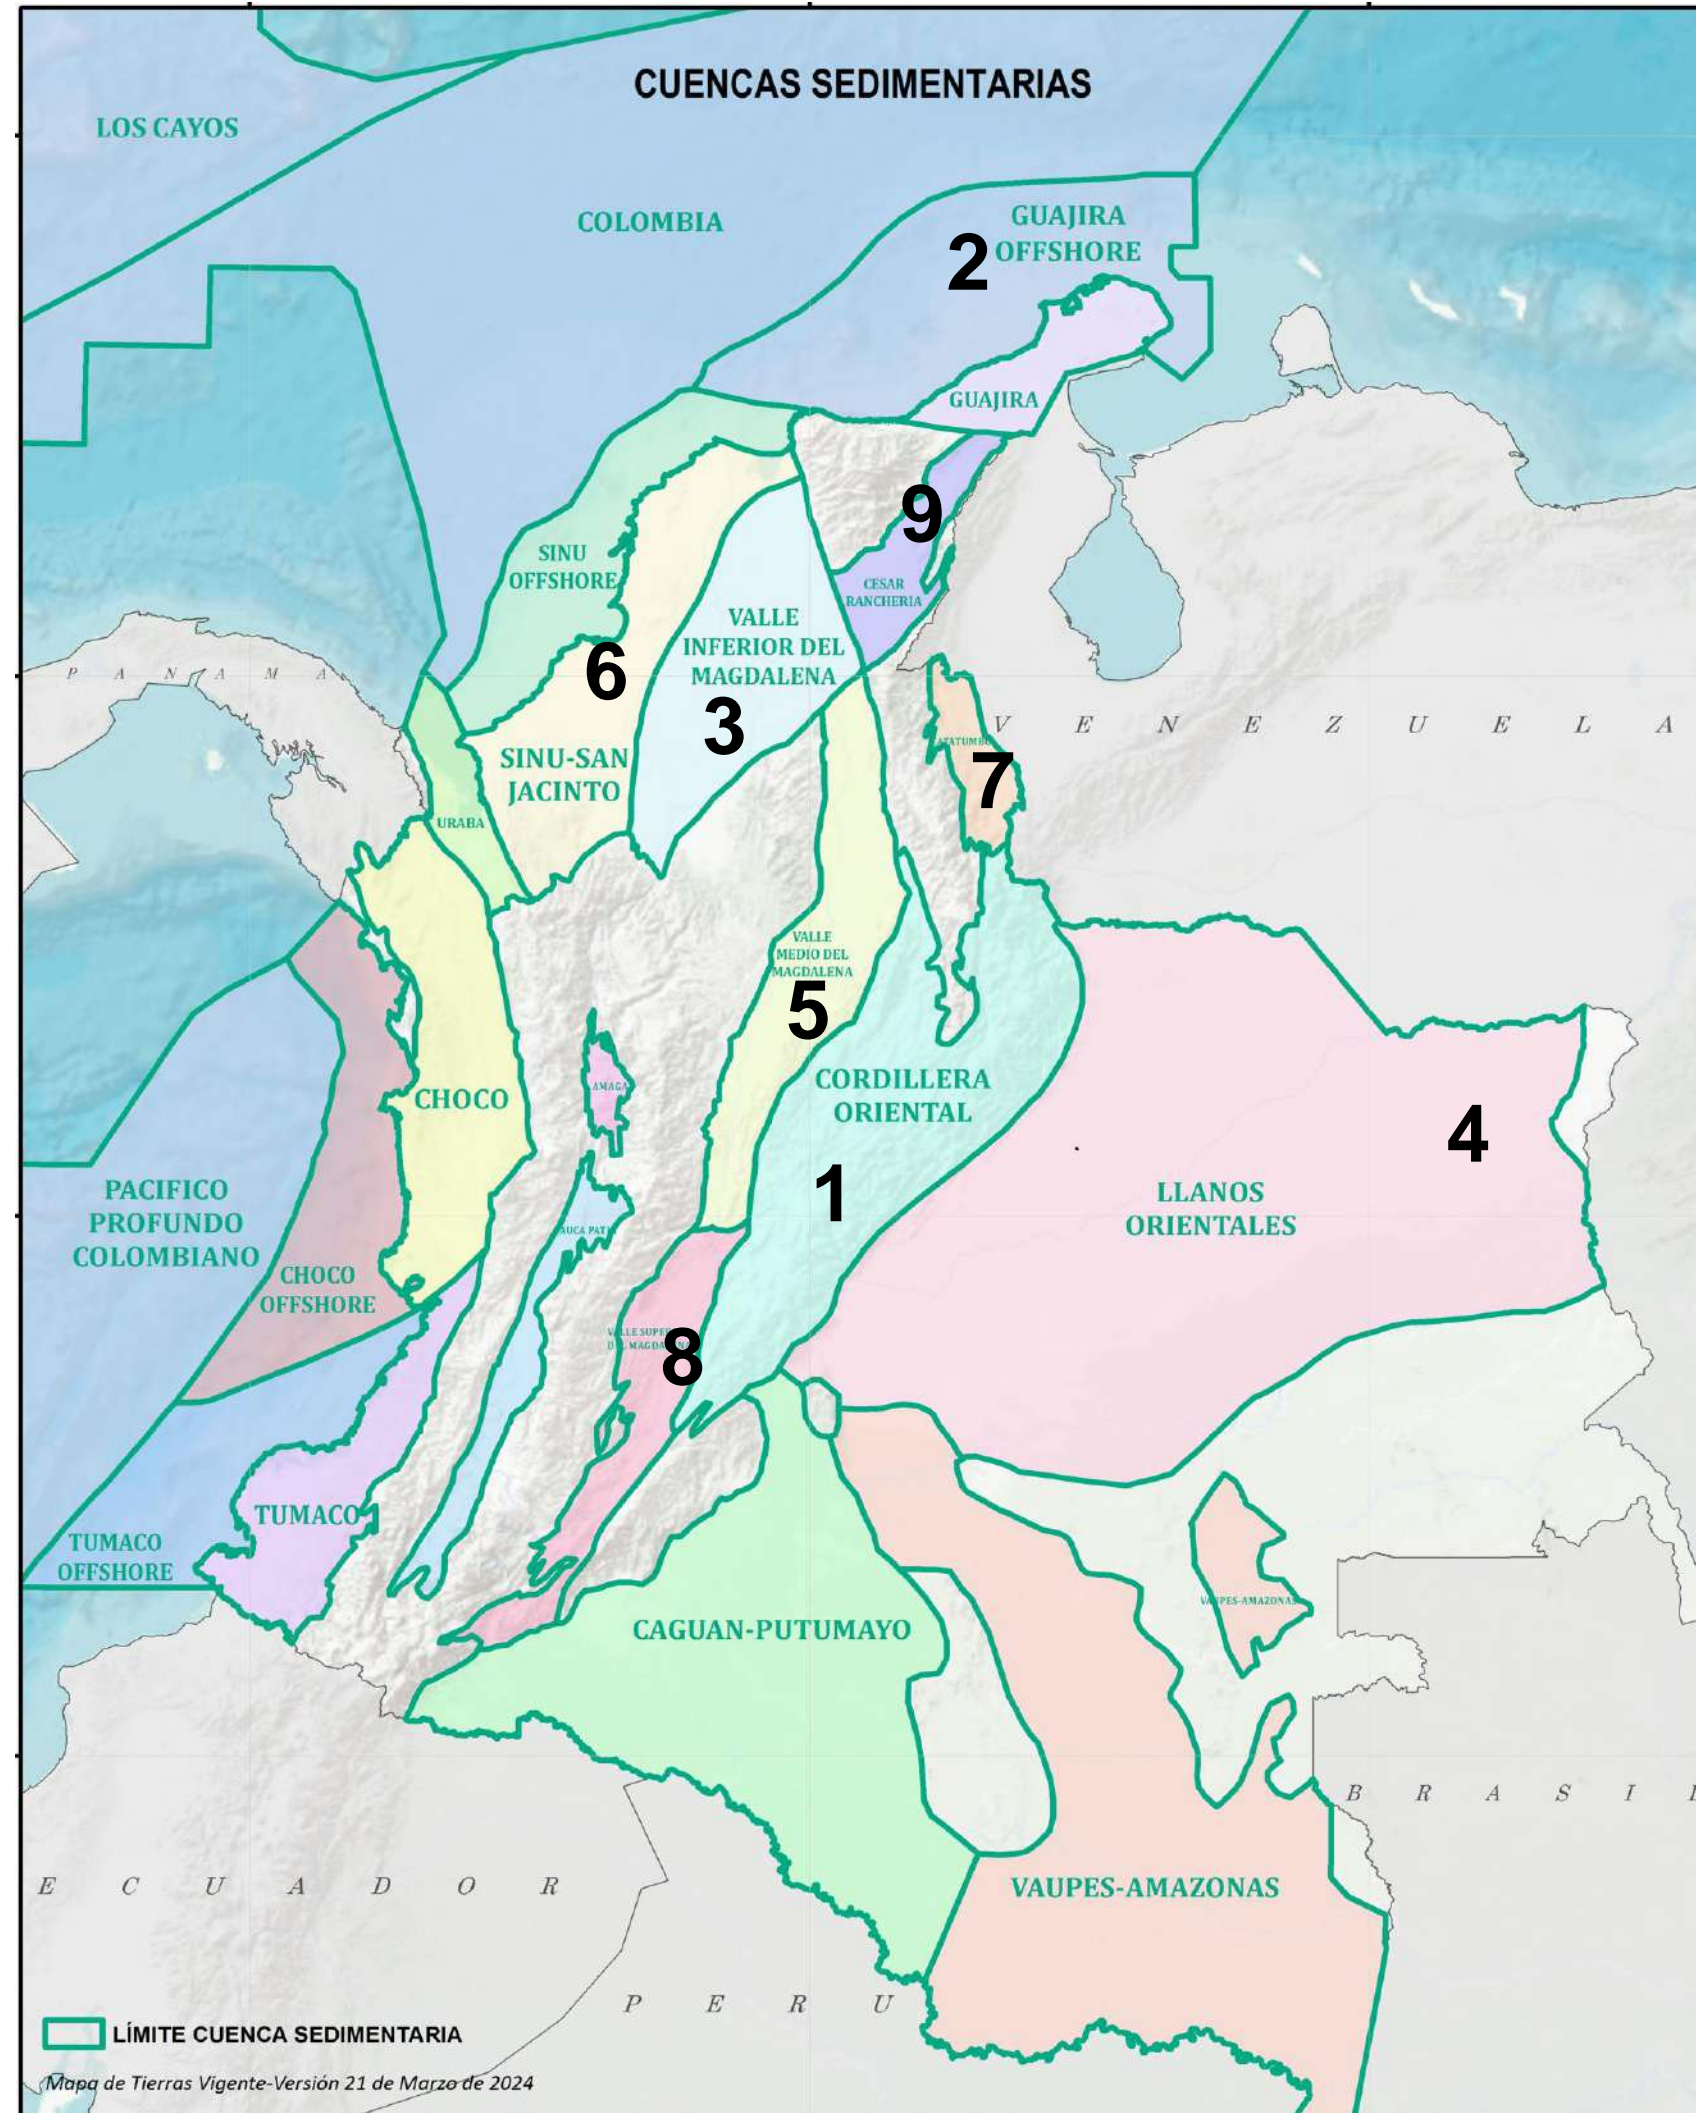 CUENCAS SEDIMENTARIAS
LOS CAYOS
COLOMBIA
GUAJIRA
OFFSHORE
2
GUAJIRA
9
SINU
OFFSHORE
CESAR
RANCHERIA
VALLE
INFERIOR DEL
MAGDALENA
6
3
P A N A M A
V E N E Z U E L A
7
SINU-SAN
JACINTO
URABA
VALLE
MEDIO DEL
MAGDALENA
5
CORDILLERA
ORIENTAL
AMAGA
CHOCO
4
1
PACIFICO
PROFUNDO
COLOMBIANO
LLANOS
ORIENTALES
CHOCO
OFFSHORE
8
TUMACO
TUMACO
OFFSHORE
VAUPES-AMAZONAS
CAGUAN-PUTUMAYO
B R A S I L
E C U A D O R
VAUPES-AMAZONAS
P E R U
LÍMITE CUENCA SEDIMENTARIA
Mapa de Tierras Vigente-Versión 21 de Marzo de 2024